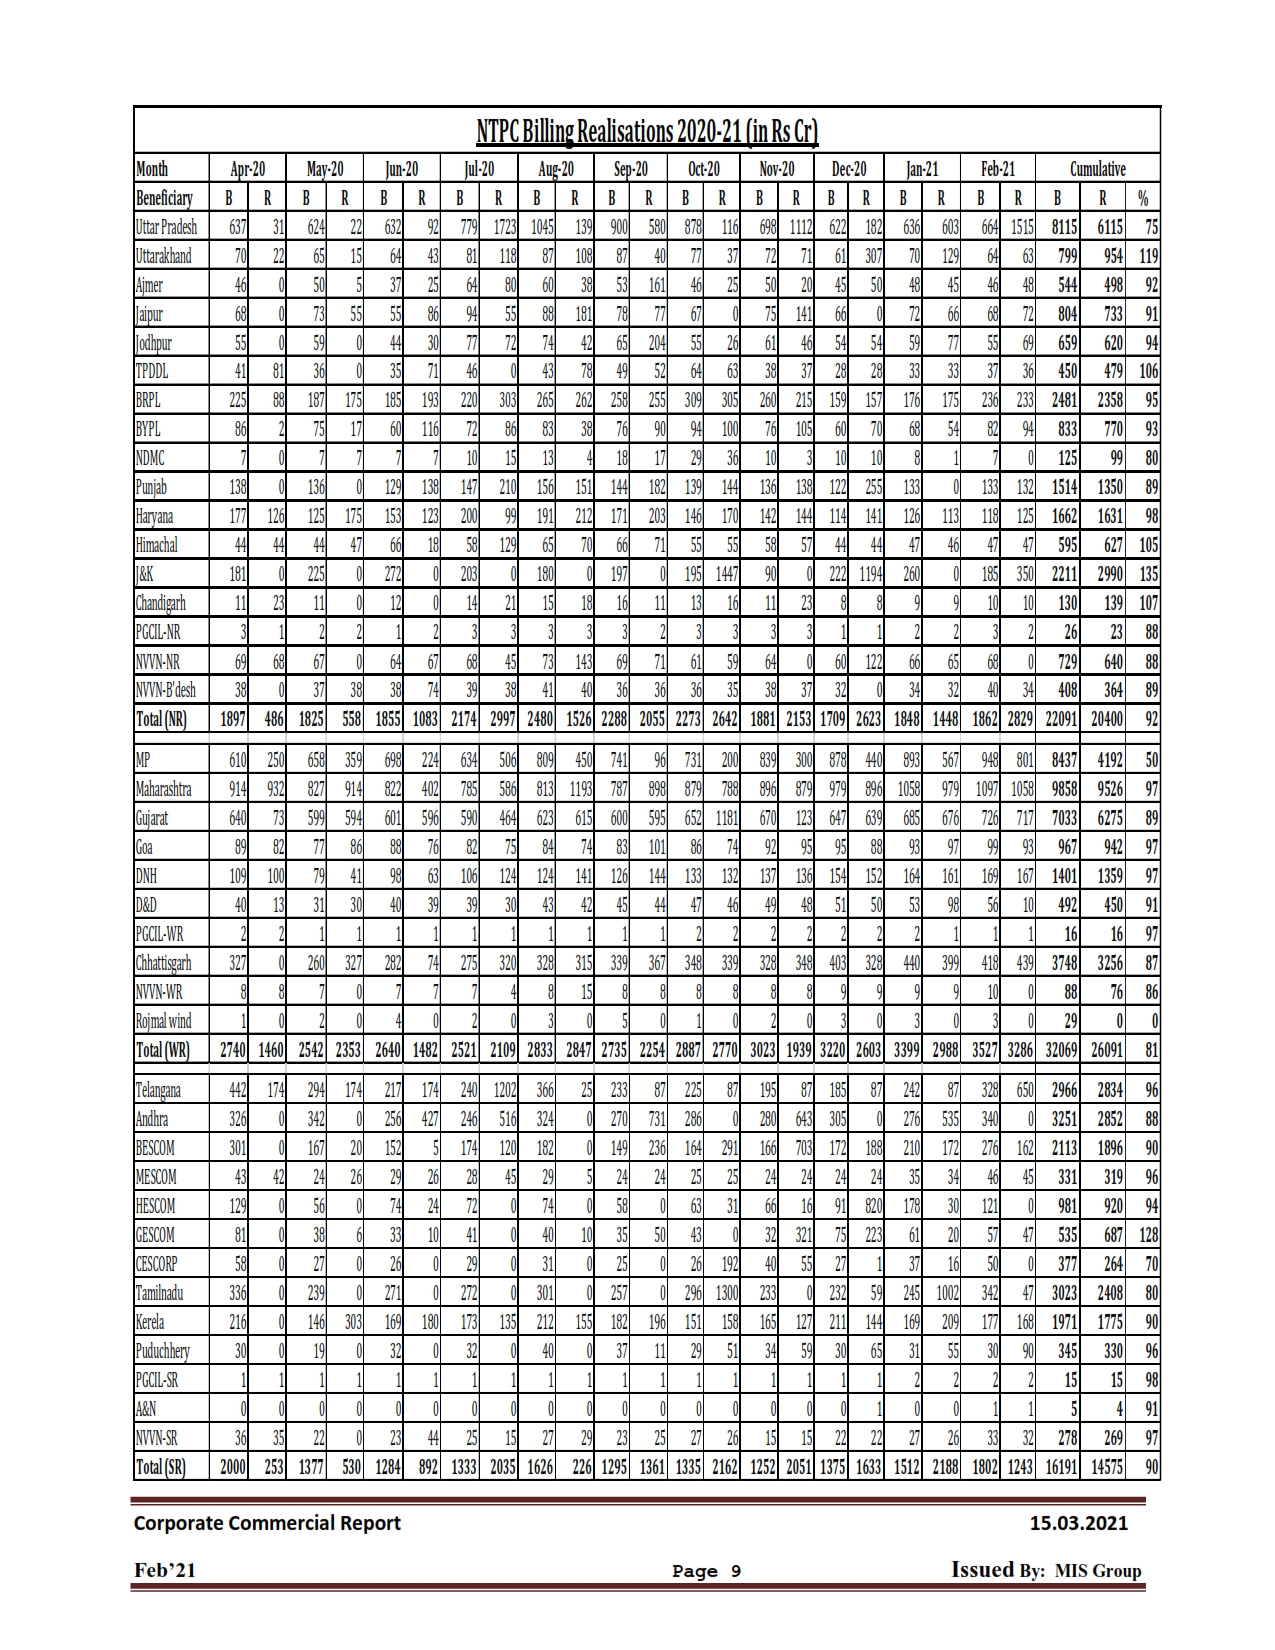 NTPC Billing Realisations 2020-21 (in Rs Cr)
Month Apr-20 May-20 Jun-20 Jul-20 Aug-20 Sep-20 Oct-20 Nov-20 Dec-20 Jan-21 Feb-21 Cumulative
Beneficiary B R B R B R B R B R B R B R B R B R B R B R B R %
Uttar Pradesh 637 31 624 22 632 92 779 1723 1045 139 900 580 878 116 698 1112 622 182 636 603 664 1515 8115 6115 75
Uttarakhand 70 22 65 15 64 43 81 118 87 108 87 40 77 37 72 71 61 307 70 129 64 63 799 954 119
Ajmer 46 0 50 5 37 25 64 80 60 38 53 161 46 25 50 20 45 50 48 45 46 48 544 498 92
Jaipur 68 0 73 55 55 86 94 55 88 181 78 77 67 0 75 141 66 0 72 66 68 72 804 733 91
Jodhpur 55 0 59 0 44 30 77 72 74 42 65 204 55 26 61 46 54 54 59 77 55 69 659 620 94
TPDDL 41 81 36 0 35 71 46 0 43 78 49 52 64 63 38 37 28 28 33 33 37 36 450 479 106
BRPL 225 88 187 175 185 193 220 303 265 262 258 255 309 305 260 215 159 157 176 175 236 233 2481 2358 95
BYPL 86 2 75 17 60 116 72 86 83 38 76 90 94 100 76 105 60 70 68 54 82 94 833 770 93
NDMC 7 0 7 7 7 7 10 15 13 4 18 17 29 36 10 3 10 10 8 1 7 0 125 99 80
Punjab 138 0 136 0 129 138 147 210 156 151 144 182 139 144 136 138 122 255 133 0 133 132 1514 1350 89
Haryana 177 126 125 175 153 123 200 99 191 212 171 203 146 170 142 144 114 141 126 113 118 125 1662 1631 98
Himachal 44 44 44 47 66 18 58 129 65 70 66 71 55 55 58 57 44 44 47 46 47 47 595 627 105
J&K 181 0 225 0 272 0 203 0 180 0 197 0 195 1447 90 0 222 1194 260 0 185 350 2211 2990 135
Chandigarh 11 23 11 0 12 0 14 21 15 18 16 11 13 16 11 23 8 8 9 9 10 10 130 139 107
PGCIL-NR 3 1 2 2 1 2 3 3 3 3 3 2 3 3 3 3 1 1 2 2 3 2 26 23 88
NVVN-NR 69 68 67 0 64 67 68 45 73 143 69 71 61 59 64 0 60 122 66 65 68 0 729 640 88
NVVN-B'desh 38 0 37 38 38 74 39 38 41 40 36 36 36 35 38 37 32 0 34 32 40 34 408 364 89
Total (NR) 1897 486 1825 558 1855 1083 2174 2997 2480 1526 2288 2055 2273 2642 1881 2153 1709 2623 1848 1448 1862 2829 22091 20400 92
MP 610 250 658 359 698 224 634 506 809 450 741 96 731 200 839 300 878 440 893 567 948 801 8437 4192 50
Maharashtra 914 932 827 914 822 402 785 586 813 1193 787 898 879 788 896 879 979 896 1058 979 1097 1058 9858 9526 97
Gujarat 640 73 599 594 601 596 590 464 623 615 600 595 652 1181 670 123 647 639 685 676 726 717 7033 6275 89
Goa 89 82 77 86 88 76 82 75 84 74 83 101 86 74 92 95 95 88 93 97 99 93 967 942 97
DNH 109 100 79 41 98 63 106 124 124 141 126 144 133 132 137 136 154 152 164 161 169 167 1401 1359 97
D&D 40 13 31 30 40 39 39 30 43 42 45 44 47 46 49 48 51 50 53 98 56 10 492 450 91
PGCIL-WR 2 2 1 1 1 1 1 1 1 1 1 1 2 2 2 2 2 2 2 1 1 1 16 16 97
Chhattisgarh 327 0 260 327 282 74 275 320 328 315 339 367 348 339 328 348 403 328 440 399 418 439 3748 3256 87
NVVN-WR 8 8 7 0 7 7 7 4 8 15 8 8 8 8 8 8 9 9 9 9 10 0 88 76 86
Rojmal wind 1 0 2 0 4 0 2 0 3 0 5 0 1 0 2 0 3 0 3 0 3 0 29 0 0
Total (WR) 2740 1460 2542 2353 2640 1482 2521 2109 2833 2847 2735 2254 2887 2770 3023 1939 3220 2603 3399 2988 3527 3286 32069 26091 81
Telangana 442 174 294 174 217 174 240 1202 366 25 233 87 225 87 195 87 185 87 242 87 328 650 2966 2834 96
Andhra 326 0 342 0 256 427 246 516 324 0 270 731 286 0 280 643 305 0 276 535 340 0 3251 2852 88
BESCOM 301 0 167 20 152 5 174 120 182 0 149 236 164 291 166 703 172 188 210 172 276 162 2113 1896 90
MESCOM 43 42 24 26 29 26 28 45 29 5 24 24 25 25 24 24 24 24 35 34 46 45 331 319 96
HESCOM 129 0 56 0 74 24 72 0 74 0 58 0 63 31 66 16 91 820 178 30 121 0 981 920 94
GESCOM 81 0 38 6 33 10 41 0 40 10 35 50 43 0 32 321 75 223 61 20 57 47 535 687 128
CESCORP 58 0 27 0 26 0 29 0 31 0 25 0 26 192 40 55 27 1 37 16 50 0 377 264 70
Tamilnadu 336 0 239 0 271 0 272 0 301 0 257 0 296 1300 233 0 232 59 245 1002 342 47 3023 2408 80
Kerela 216 0 146 303 169 180 173 135 212 155 182 196 151 158 165 127 211 144 169 209 177 168 1971 1775 90
Puduchhery 30 0 19 0 32 0 32 0 40 0 37 11 29 51 34 59 30 65 31 55 30 90 345 330 96
PGCIL-SR 1 1 1 1 1 1 1 1 1 1 1 1 1 1 1 1 1 1 2 2 2 2 15 15 98
A&N 0 0 0 0 0 0 0 0 0 0 0 0 0 0 0 0 0 1 0 0 1 1 5 4 91
NVVN-SR 36 35 22 0 23 44 25 15 27 29 23 25 27 26 15 15 22 22 27 26 33 32 278 269 97
Total (SR) 2000 253 1377 530 1284 892 1333 2035 1626 226 1295 1361 1335 2162 1252 2051 1375 1633 1512 2188 1802 1243 16191 14575 90
Corporate Commercial Report 15.03.2021
Feb’21 Page 9 Issued By: MIS Group